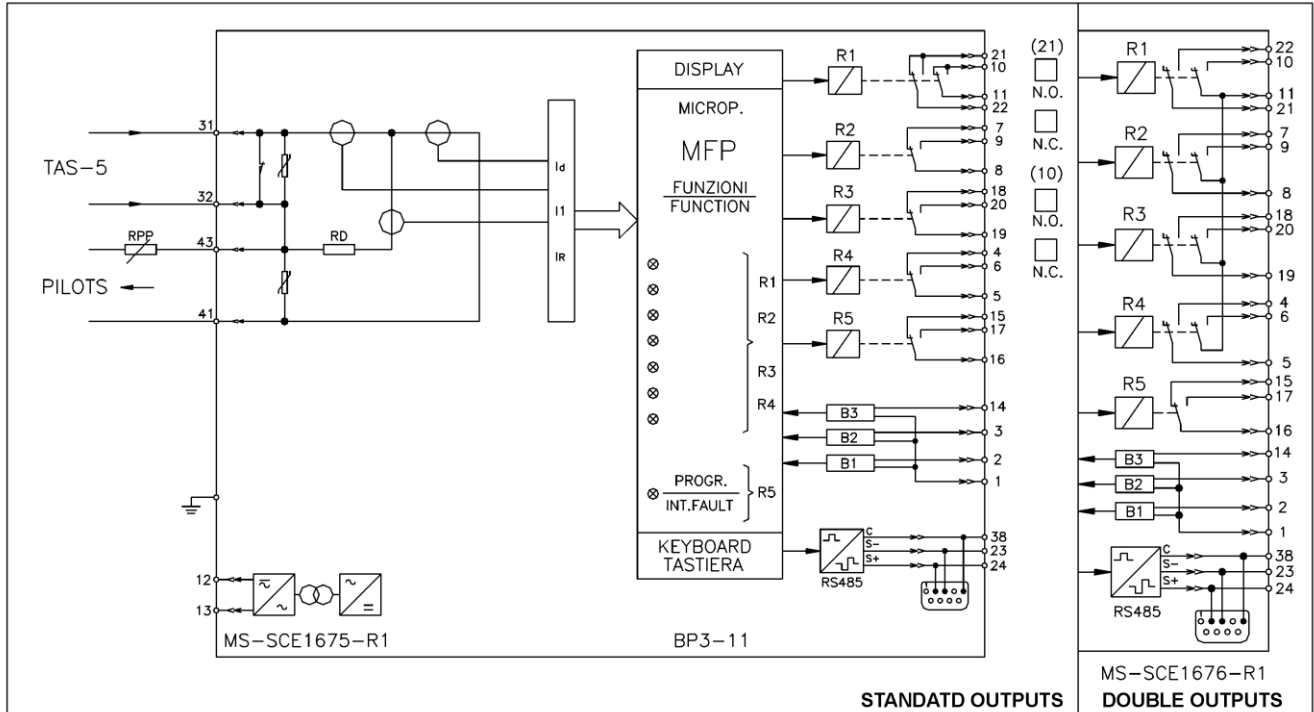 DISPLAY
MICROP.
MFP
FUNZIONI
FUNCTION
R1
R2
R3
R4
PROGR.
INT.FAULT
R5
KEYBOARD
TASTIERA
TAS-5
31
32
RPP
43
RD
PILOTS
41
Id
I1
IR
12
13
MS-SCE1675-R1
BP3-11
R1
21
10
11
22
R2
7
9
8
R3
18
20
19
R4
4
6
5
R5
15
17
16
B3
14
B2
3
B1
2
1
C
38
S-
23
S+
24
RS485
1
(21)
N.O.
N.C.
(10)
N.O.
N.C.
STANDATD OUTPUTS
R1
22
10
11
21
R2
7
9
8
R3
18
20
19
R4
4
6
5
R5
15
17
16
B3
14
B2
3
B1
2
1
C
38
S-
23
S+
24
RS485
1
MS-SCE1676-R1
DOUBLE OUTPUTS